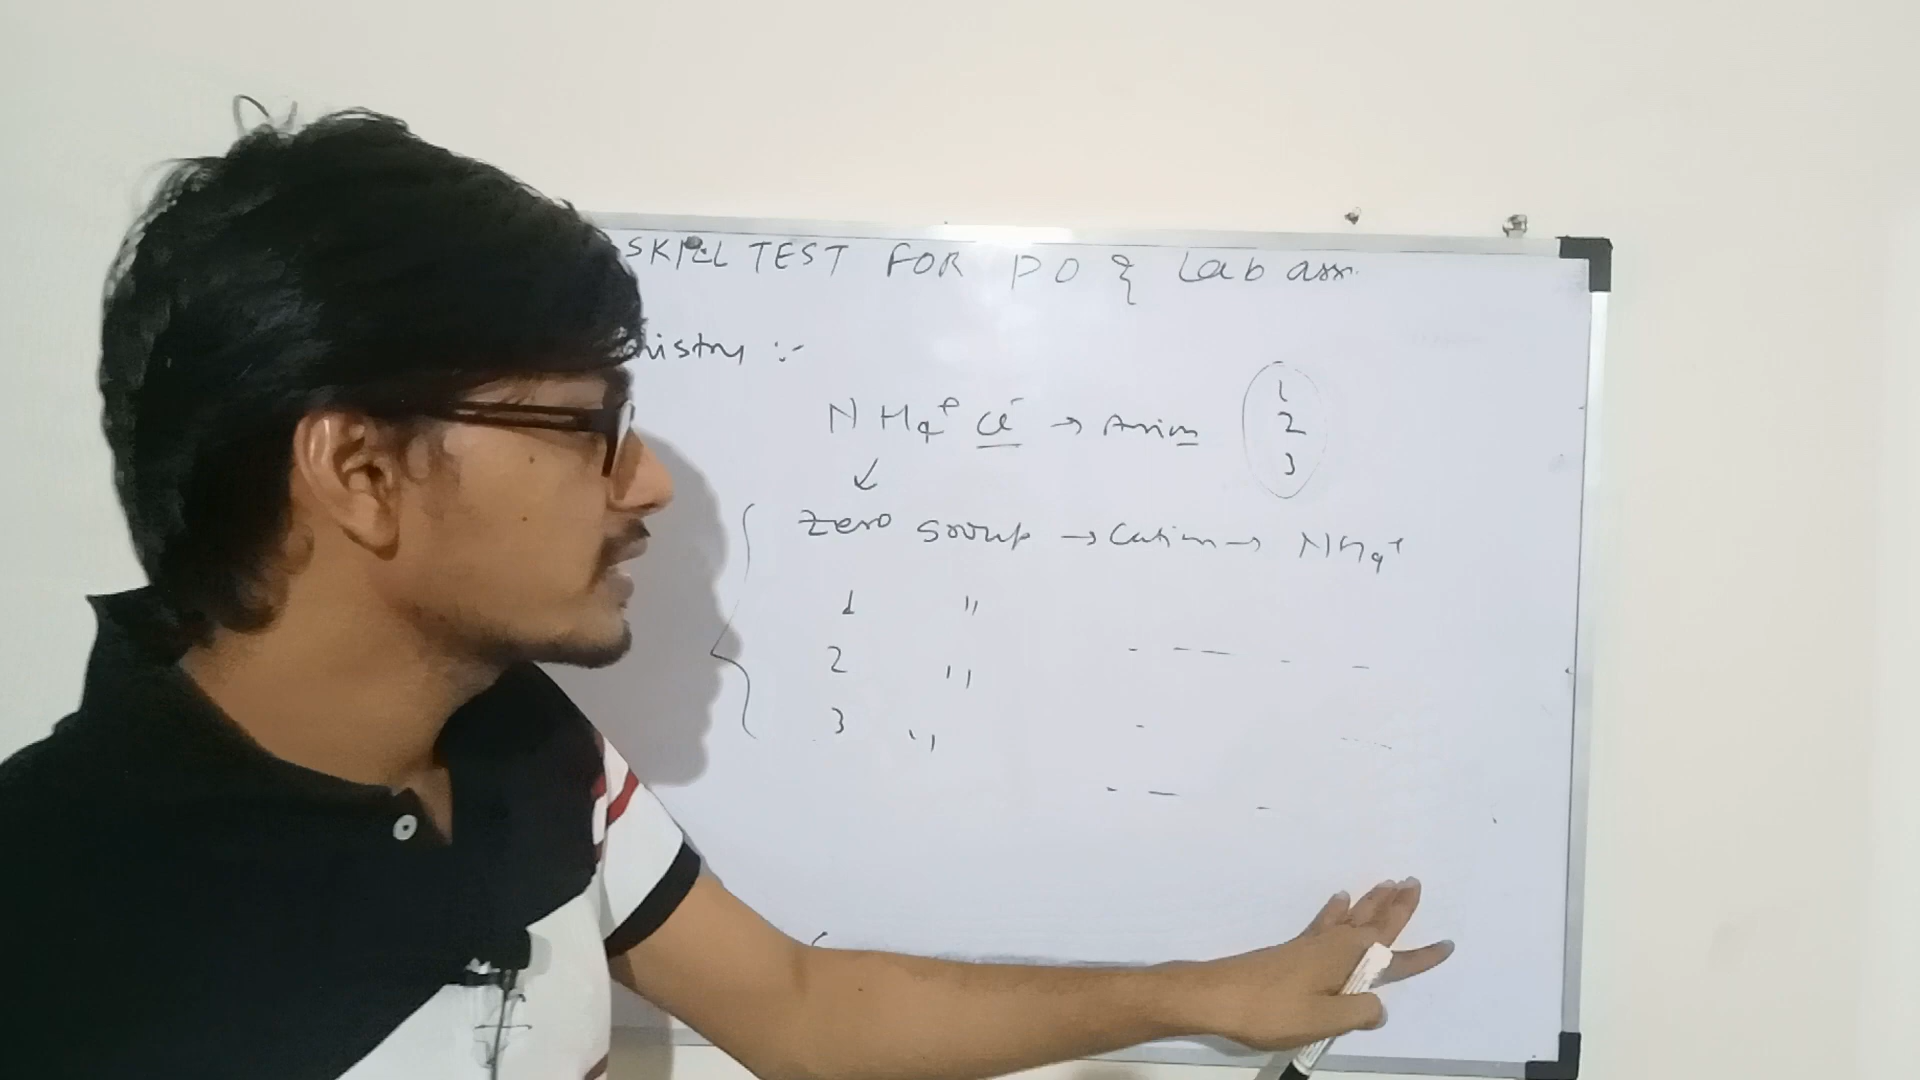 SKILL TEST FOR PO & Lab ass.
mistry :-
NH4+ Cl- → Anion
1
2
3
↙
Zero Group → Cation → NH4+
1 "
2 "
3 "